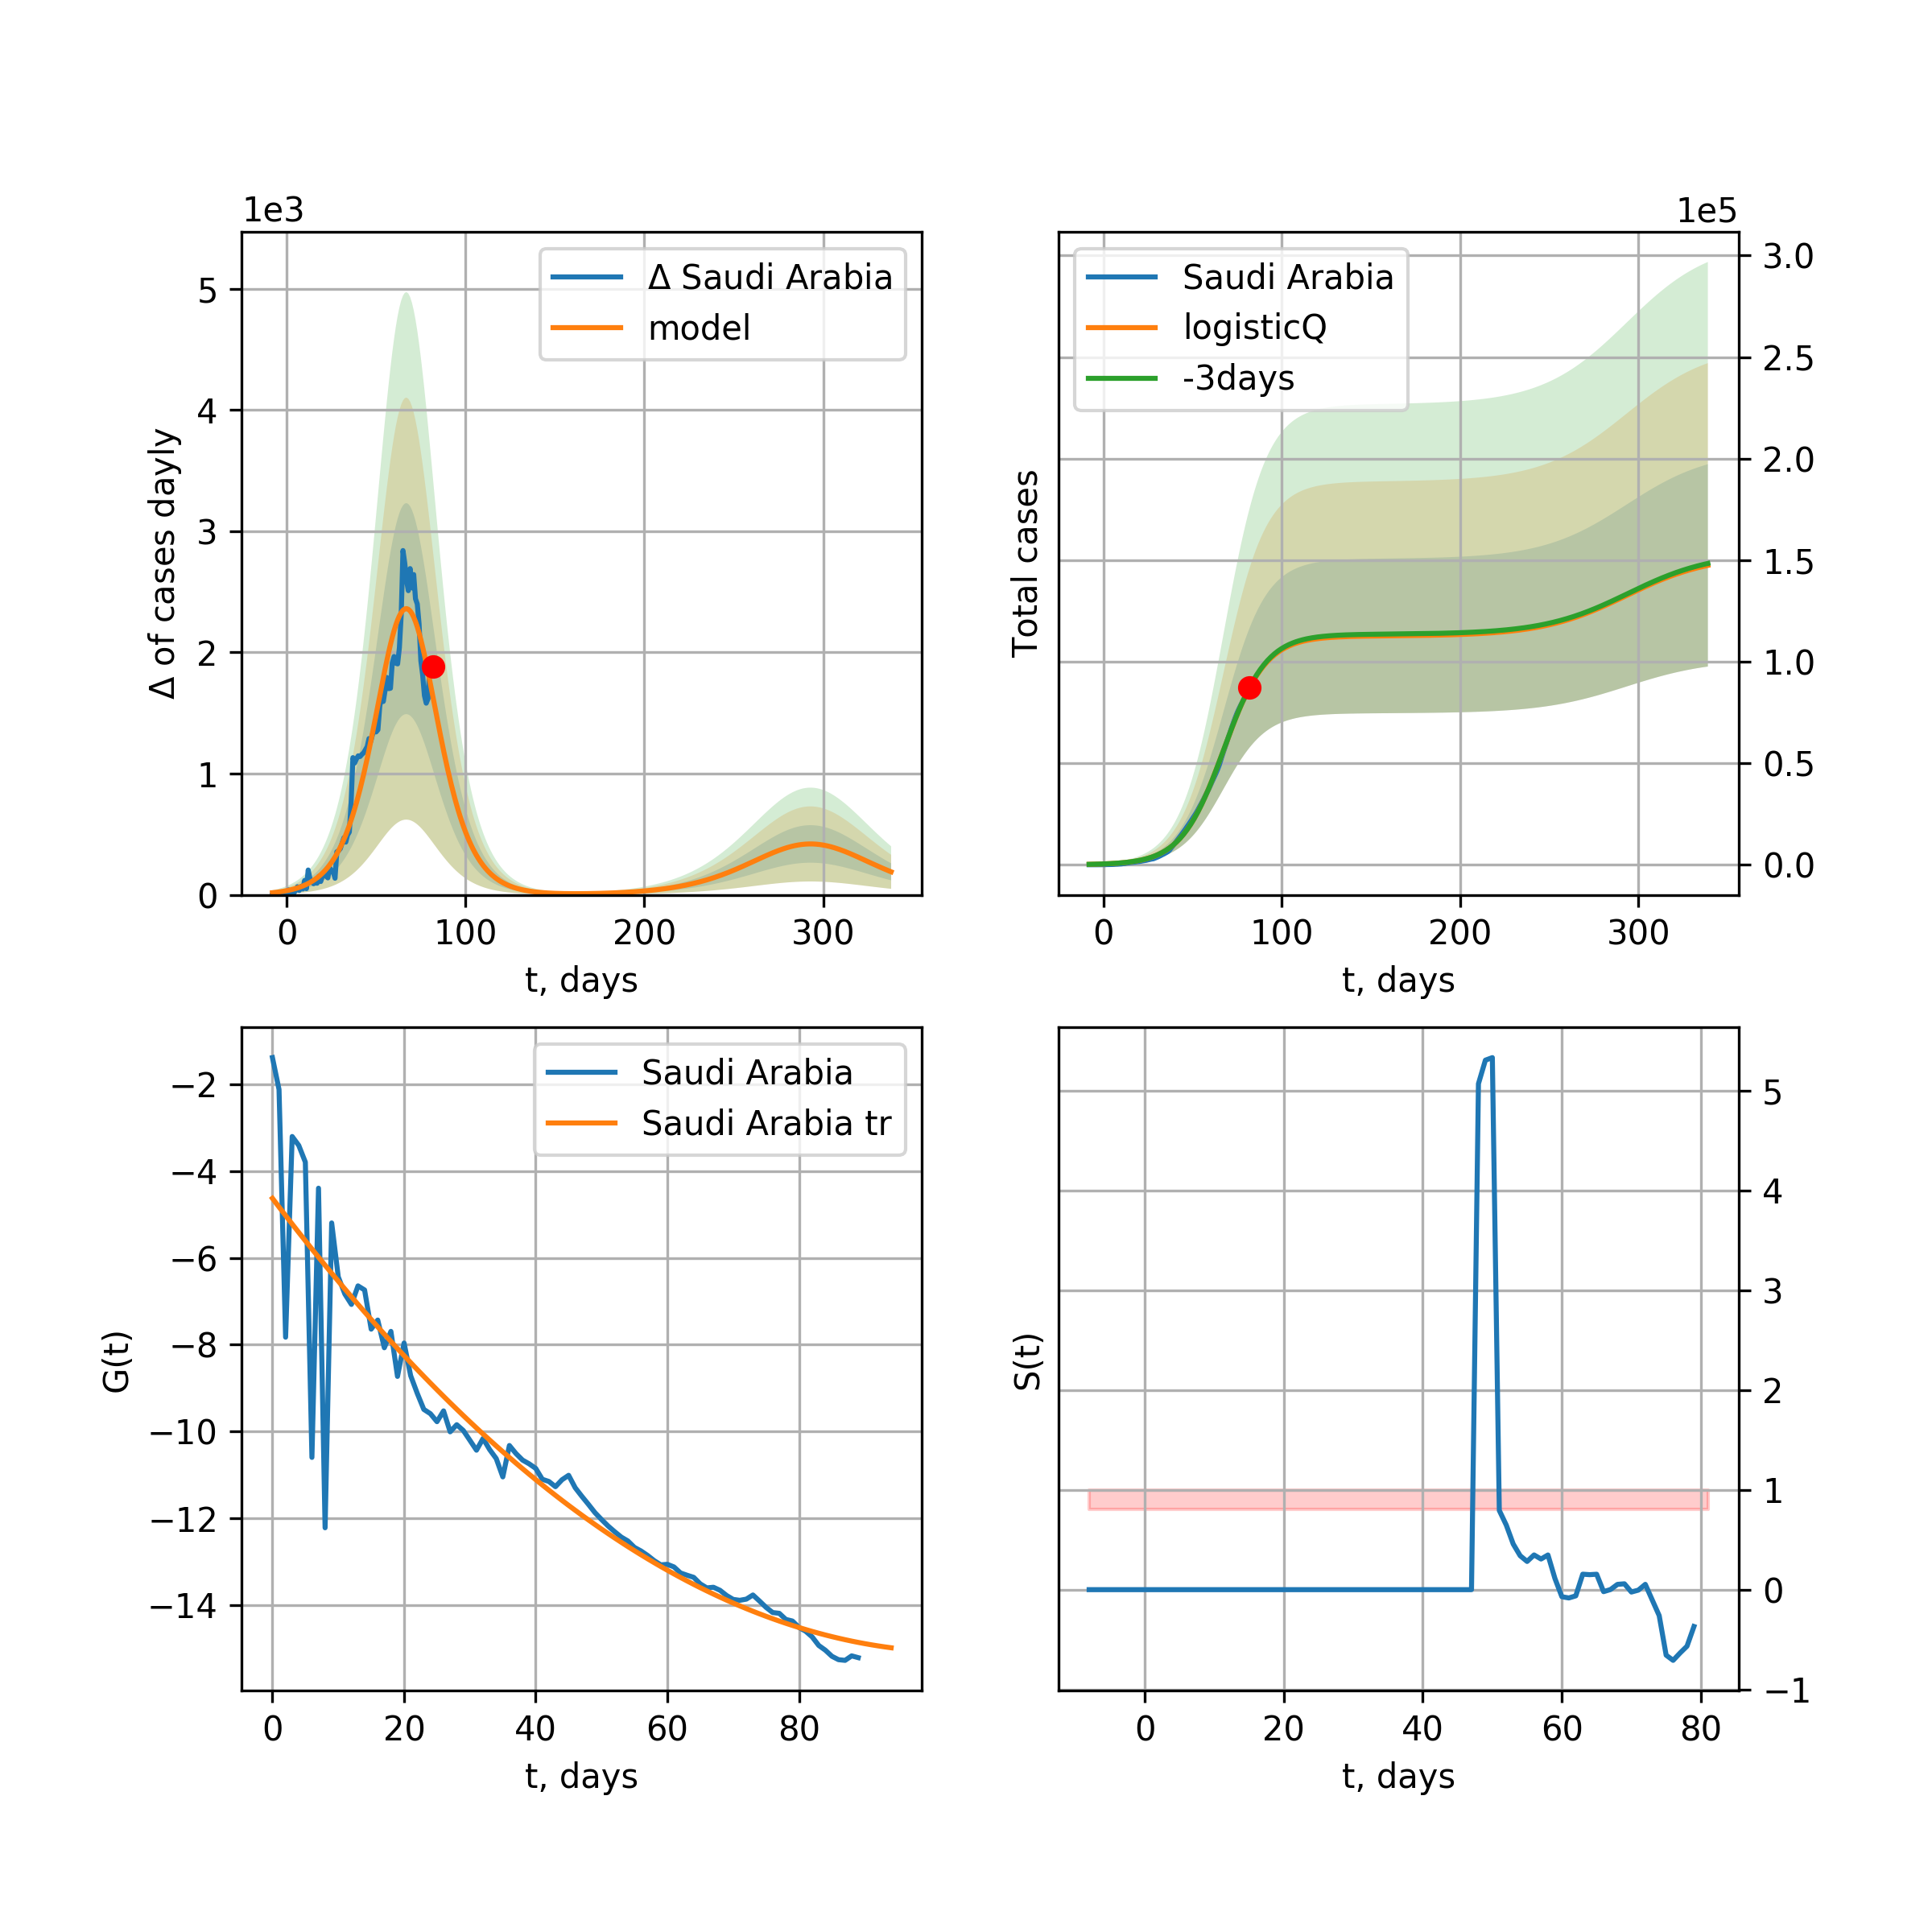 1e3
Δ of cases dayly
5
4
3
2
1
0
Δ Saudi Arabia
model
0 100 200 300
t, days
1e5
Total cases
Saudi Arabia
logisticQ
-3days
3.0
2.5
2.0
1.5
1.0
0.5
0.0
0 100 200 300
t, days
G(t)
−2
−4
−6
−8
−10
−12
−14
Saudi Arabia
Saudi Arabia tr
0 20 40 60 80
t, days
S(t)
5
4
3
2
1
0
−1
0 20 40 60 80
t, days